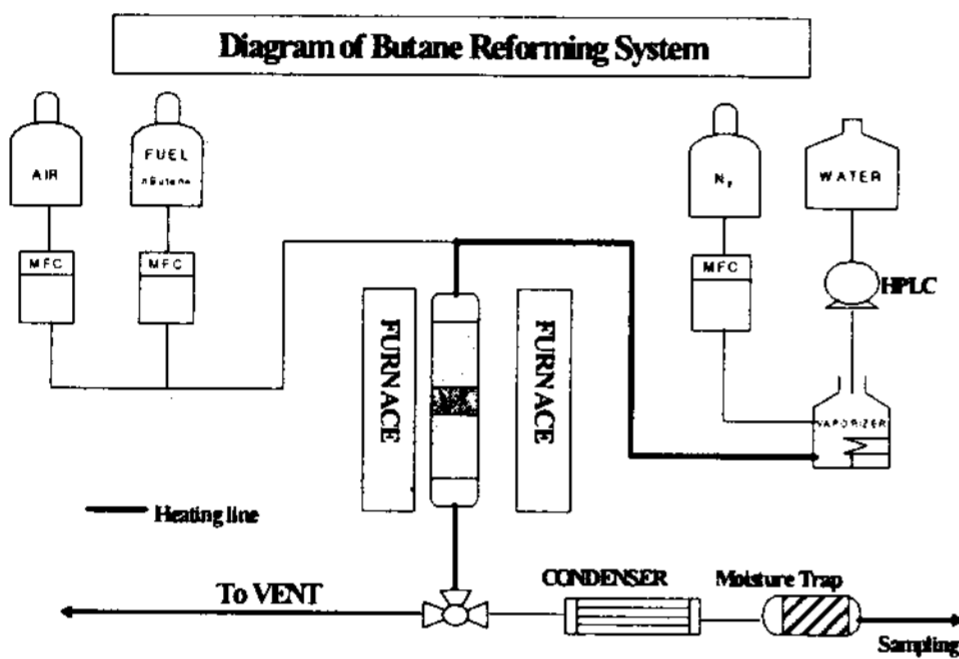 Diagram of Butane Reforming System
AIR
FUEL
nButane
N₂
WATER
MFC
MFC
MFC
HPLC
FURNACE
FURNACE
VAPORIZER
Heating line
To VENT
CONDENSER
Moisture Trap
Sampling